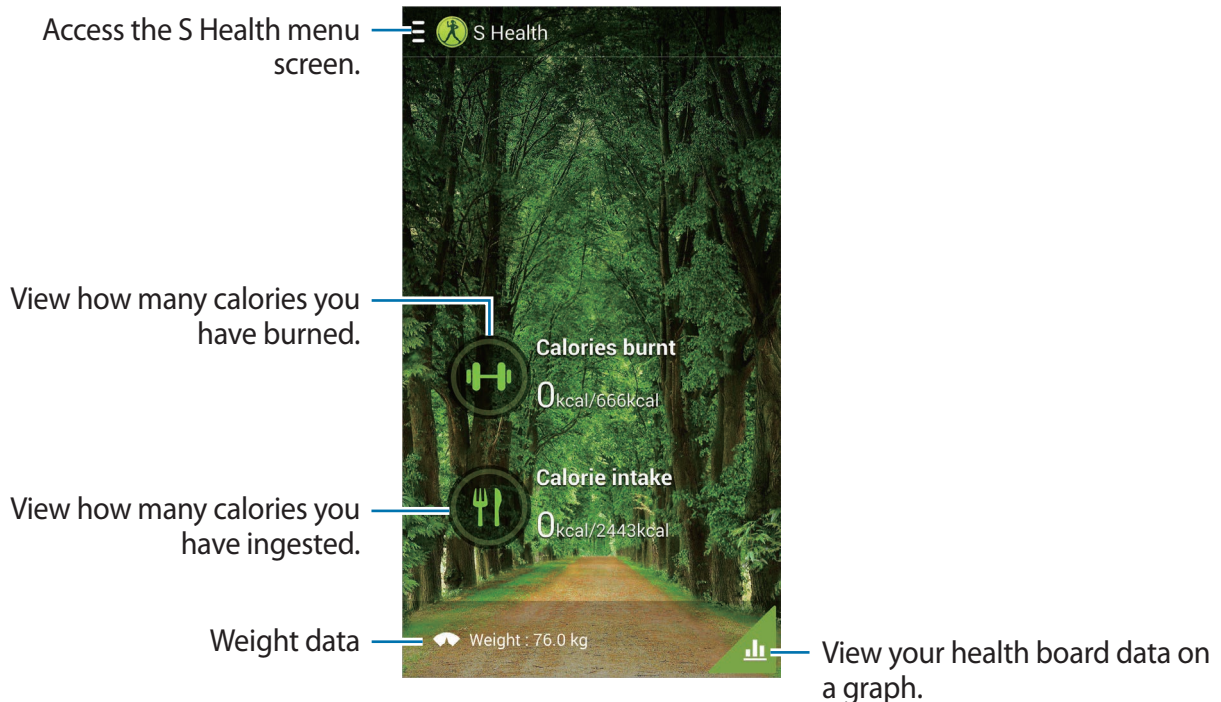 Access the S Health menu
screen.
S Health
View how many calories you
have burned.
Calories burnt
0kcal/666kcal
View how many calories you
have ingested.
Calorie intake
0kcal/2443kcal
Weight data
Weight : 76.0 kg
View your health board data on
a graph.